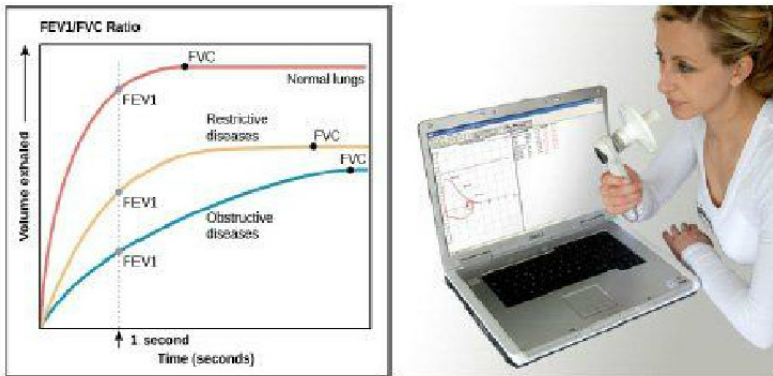 FEV1/FVC Ratio
FVC
Normal lungs
FEV1
Restrictive
diseases
FVC
FVC
FEV1
Obstructive
diseases
FEV1
Volume exhaled
1. second
Time (seconds)